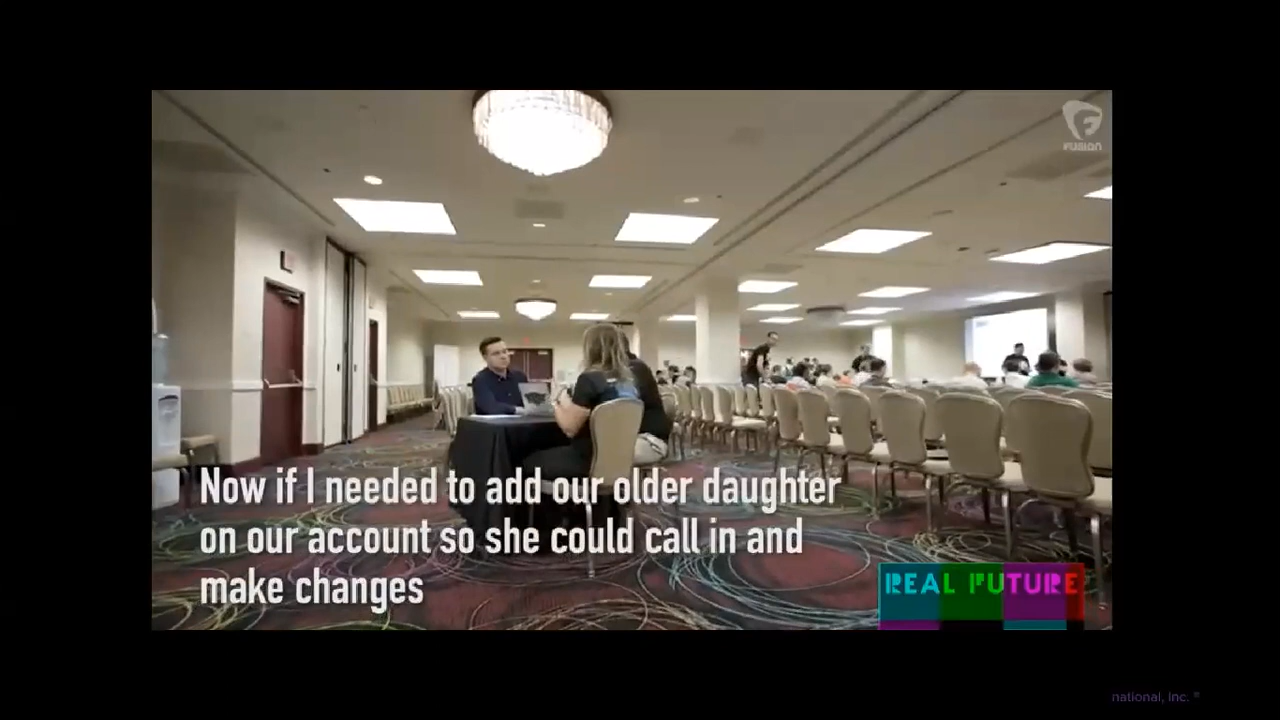 FUSION
Now if I needed to add our older daughter
on our account so she could call in and
make changes
REAL FUTURE
national, Inc. ®